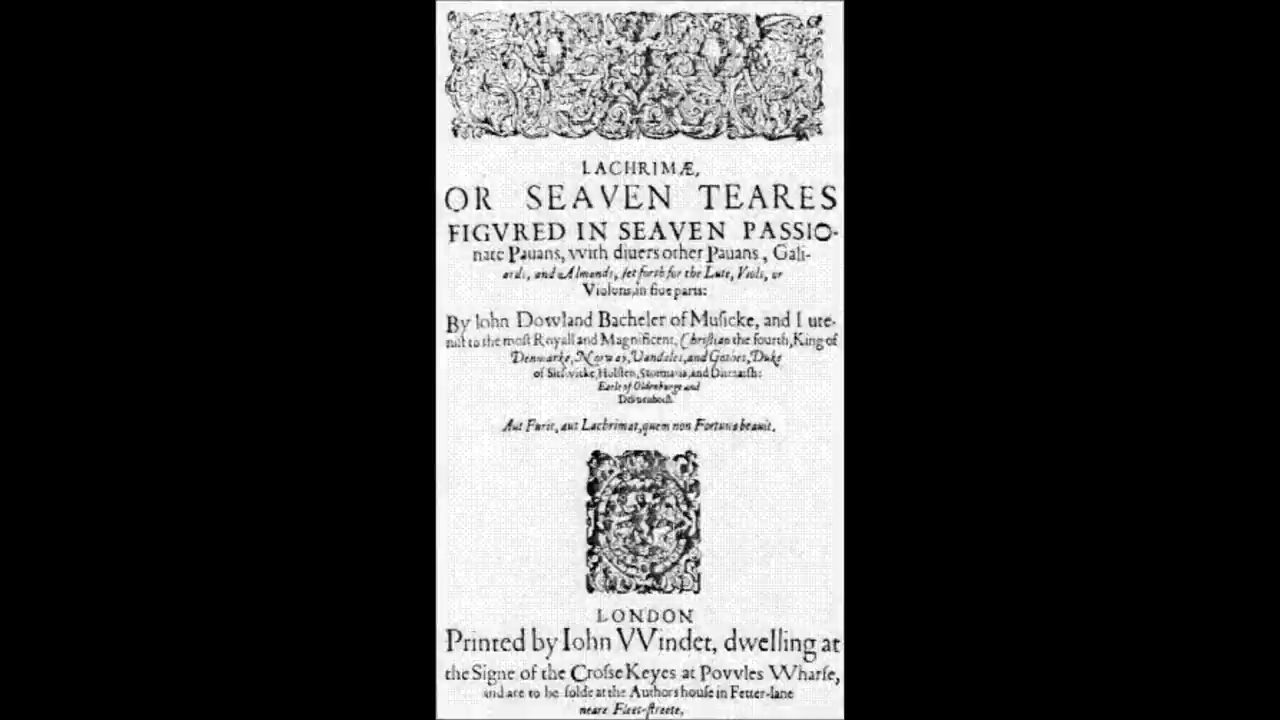 LACHRIMÆ,
OR SEAVEN TEARES
FIGVRED IN SEAVEN PASSIO-
nate Pauans, vvith diuers other Pauans, Gali-
ards, and Almands, set forth for the Lute, Viols, or
Violons, in fiue parts:
By Iohn Dowland Bacheler of Musicke, and Lute-
nist to the most Royall and Magnificent, Christian the fourth, King of
Denmarke, Norway, Vandales, and Gothes, Duke
of Holsten, Stormaria, and
Earle of Oldenburge and
Aut Furit, aut Lachrimat, quem non Fortuna beauit.
LONDON
Printed by Iohn VVindet, dwelling at
the Signe of the Crosse Keyes at Povvles Wharfe,
and are to be solde at the Authors house in Fetter-lane
neare Fleet-streete.